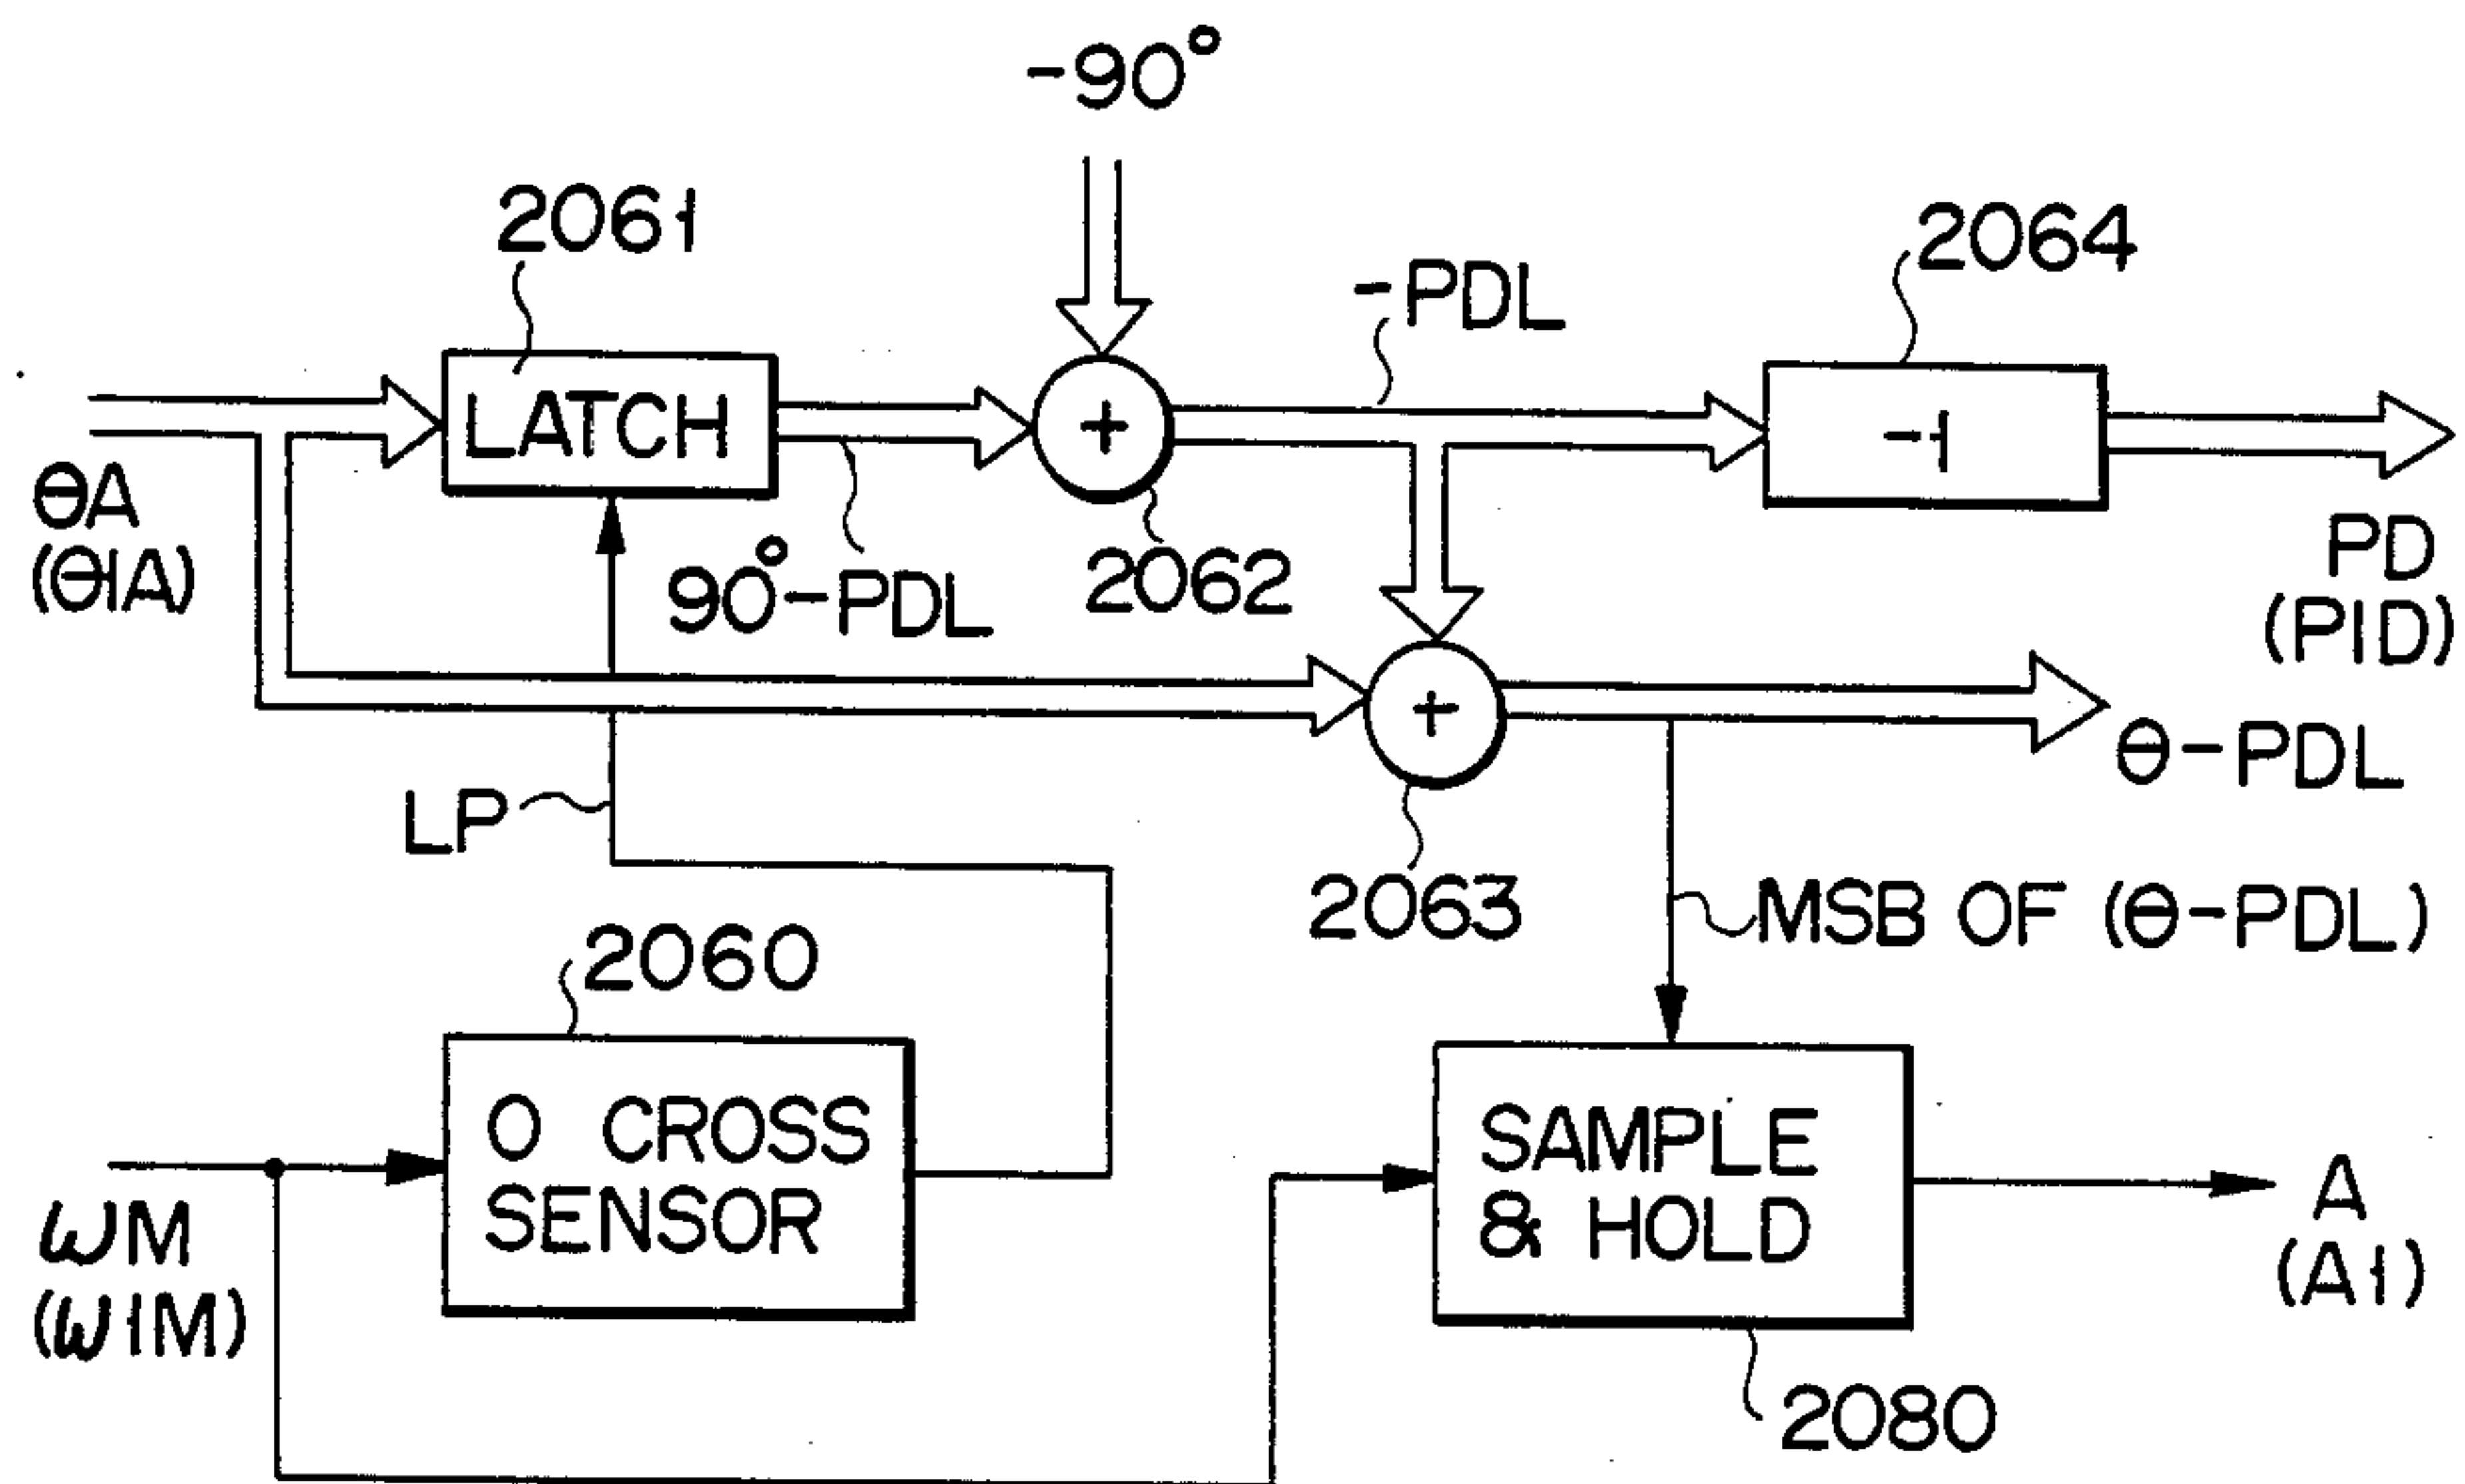 -90°
2061
2064
-PDL
LATCH
+
-1
θA
(θ1A)
90°-PDL
2062
PD
(P1D)
+
θ-PDL
LP
2063
MSB OF (θ-PDL)
2060
0 CROSS
SENSOR
SAMPLE
& HOLD
ωM
(ω1M)
A
(A1)
2080